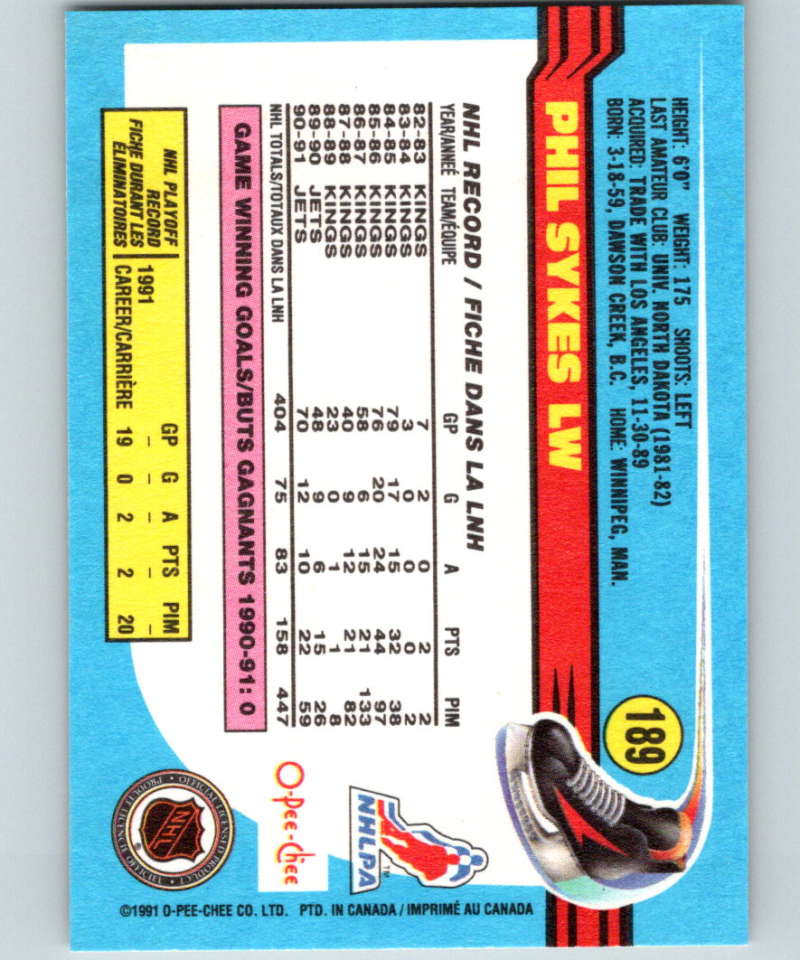 HEIGHT: 6'0" WEIGHT: 175 SHOOTS: LEFT
LAST AMATEUR CLUB: UNIV. NORTH DAKOTA (1981-82)
ACQUIRED: TRADE WITH LOS ANGELES, 11-30-89
BORN: 3-18-59, DAWSON CREEK, B.C. HOME: WINNIPEG, MAN.
189
PHIL SYKES LW
NHL RECORD / FICHE DANS LA LNH
YEAR/ANNEÉ TEAM/ÉQUIPE GP G A PTS PIM
82-83 KINGS 7 2 0 2 2
83-84 KINGS 3 0 0 0 2
84-85 KINGS 79 17 15 32 38
85-86 KINGS 76 20 24 44 97
86-87 KINGS 58 6 15 21 133
87-88 KINGS 40 9 12 21 82
88-89 KINGS 23 0 1 1 8
89-90 JETS 48 9 6 15 26
90-91 JETS 70 12 10 22 59
NHL TOTALS/TOTAUX DANS LA LNH 404 75 83 158 447
GAME WINNING GOALS/BUTS GAGNANTS 1990-91: 0
NHL PLAYOFF
RECORD
FICHE DURANT LES
ÉLIMINATOIRES
GP G A PTS PIM
1991 – – – – –
CAREER/CARRIÈRE 19 0 2 2 20
NHLPA
TM
O-Pee-Chee
OFFICIAL LICENSED PRODUCT • PRODUIT LICENCIÉ OFFICIEL •
NHL
®
©1991 O-PEE-CHEE CO. LTD. PTD. IN CANADA / IMPRIMÉ AU CANADA